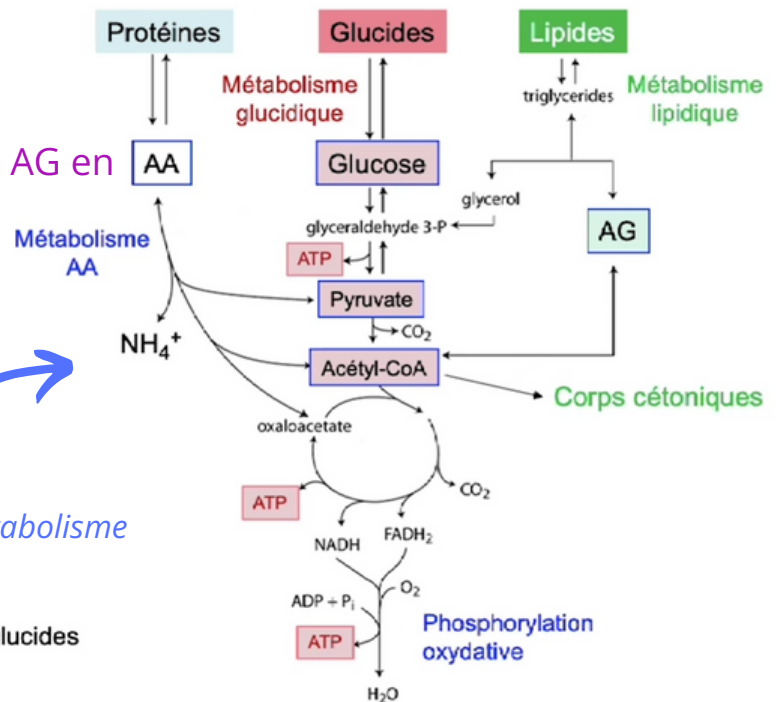 Protéines
Glucides
Lipides
Métabolisme
glucidique
triglycerides
Métabolisme
lipidique
AG en
AA
Glucose
glycerol
glyceraldehyde 3-P
AG
Métabolisme
AA
ATP
Pyruvate
CO₂
NH₄⁺
Acétyl-CoA
Corps cétoniques
oxaloacetate
ATP
CO₂
tabolisme
NADH
FADH₂
O₂
ADP + Pᵢ
lucides
ATP
Phosphorylation
oxydative
H₂O